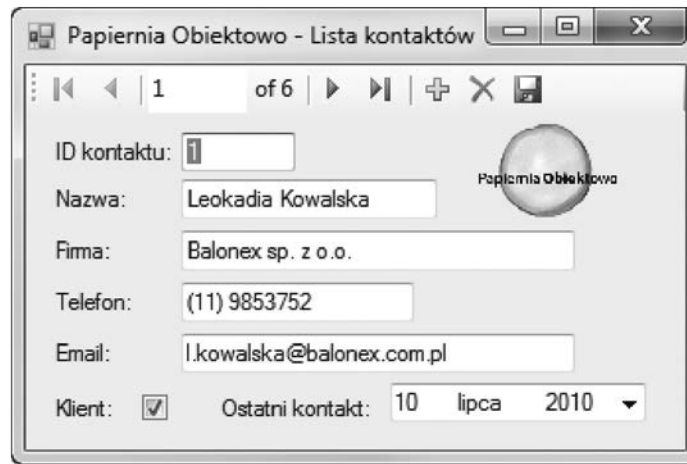 Papiernia Obiektowo - Lista kontaktów
1 of 6
ID kontaktu: 1
Papiernia Obiektowo
Nazwa: Leokadia Kowalska
Firma: Balonex sp. z o.o.
Telefon: (11) 9853752
Email: l.kowalska@balonex.com.pl
Klient: Ostatni kontakt: 10 lipca 2010